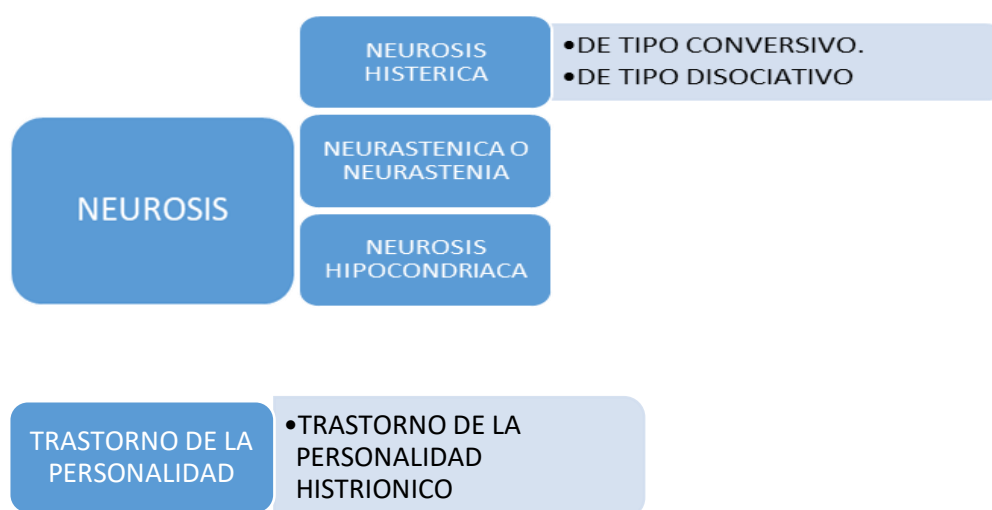 NEUROSIS
NEUROSIS
HISTERICA
•DE TIPO CONVERSIVO.
•DE TIPO DISOCIATIVO
NEURASTENICA O
NEURASTENIA
NEUROSIS
HIPOCONDRIACA
TRASTORNO DE LA
PERSONALIDAD
•TRASTORNO DE LA
PERSONALIDAD
HISTRIONICO